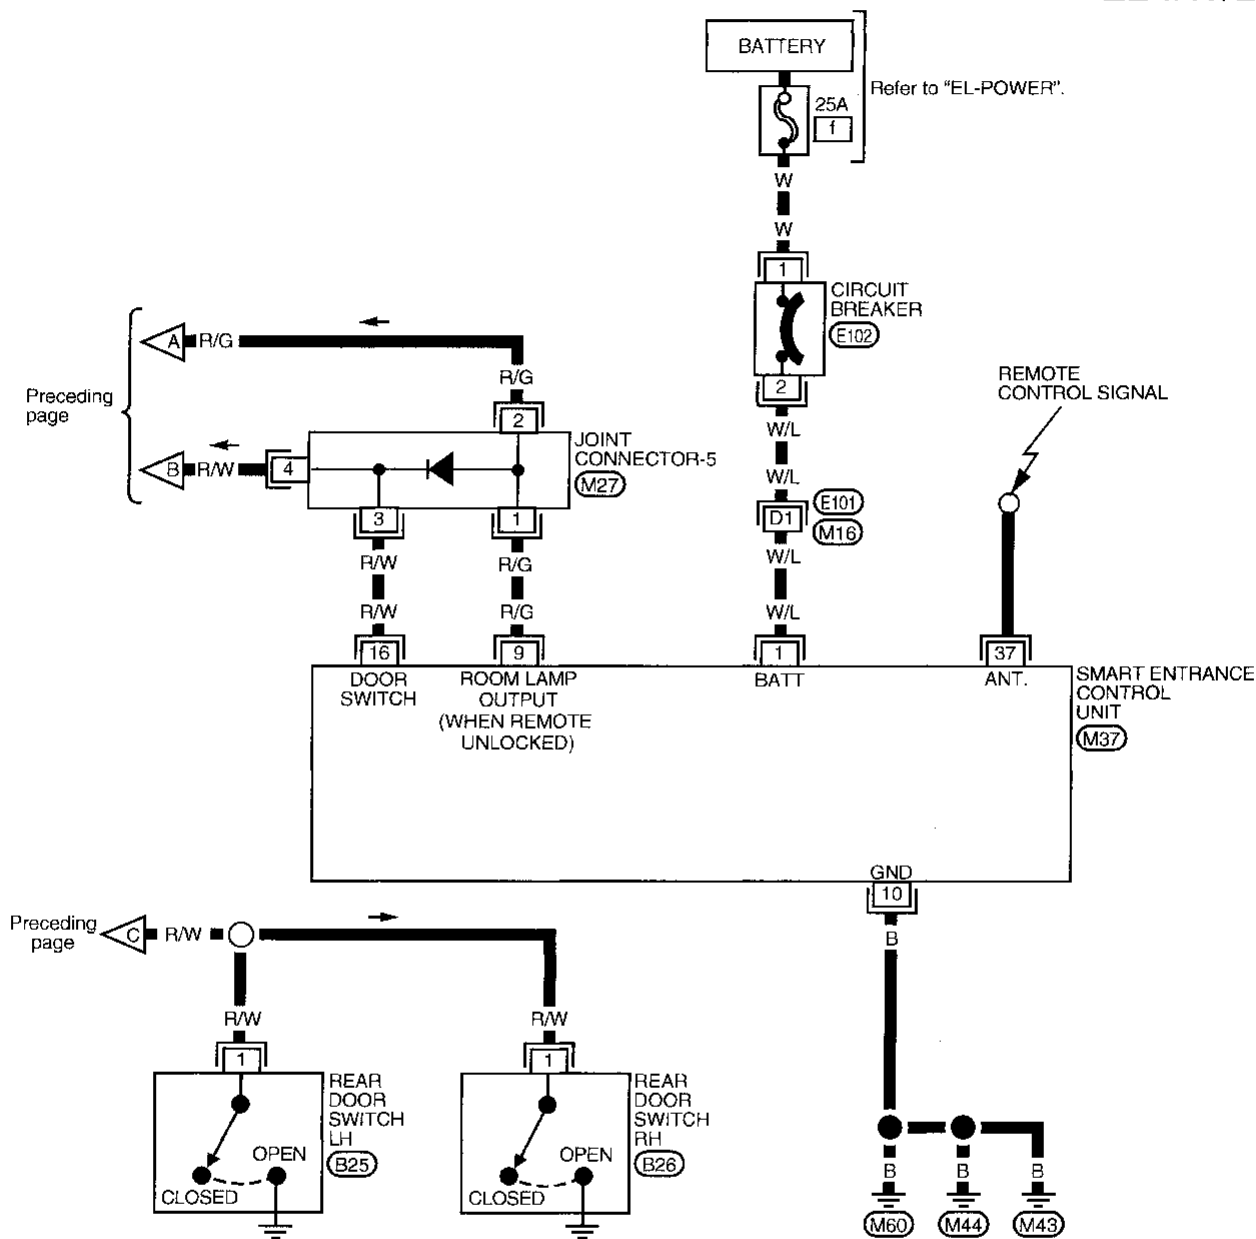 BATTERY
Refer to "EL-POWER".
25A
f
W
W
1
CIRCUIT
BREAKER
E102
2
W/L
W/L
D1
E101
M16
W/L
W/L
REMOTE
CONTROL SIGNAL
Preceding
page
A R/G
R/G
2
B R/W
4
JOINT
CONNECTOR-5
M27
3
1
R/W
R/G
R/W
R/G
16
9
1
37
DOOR
SWITCH
ROOM LAMP
OUTPUT
(WHEN REMOTE
UNLOCKED)
BATT
ANT.
SMART ENTRANCE
CONTROL
UNIT
M37
GND
10
B
Preceding
page
C R/W
R/W
R/W
1
1
REAR
DOOR
SWITCH
LH
B25
OPEN
CLOSED
REAR
DOOR
SWITCH
RH
B26
OPEN
CLOSED
B
B
B
M60
M44
M43